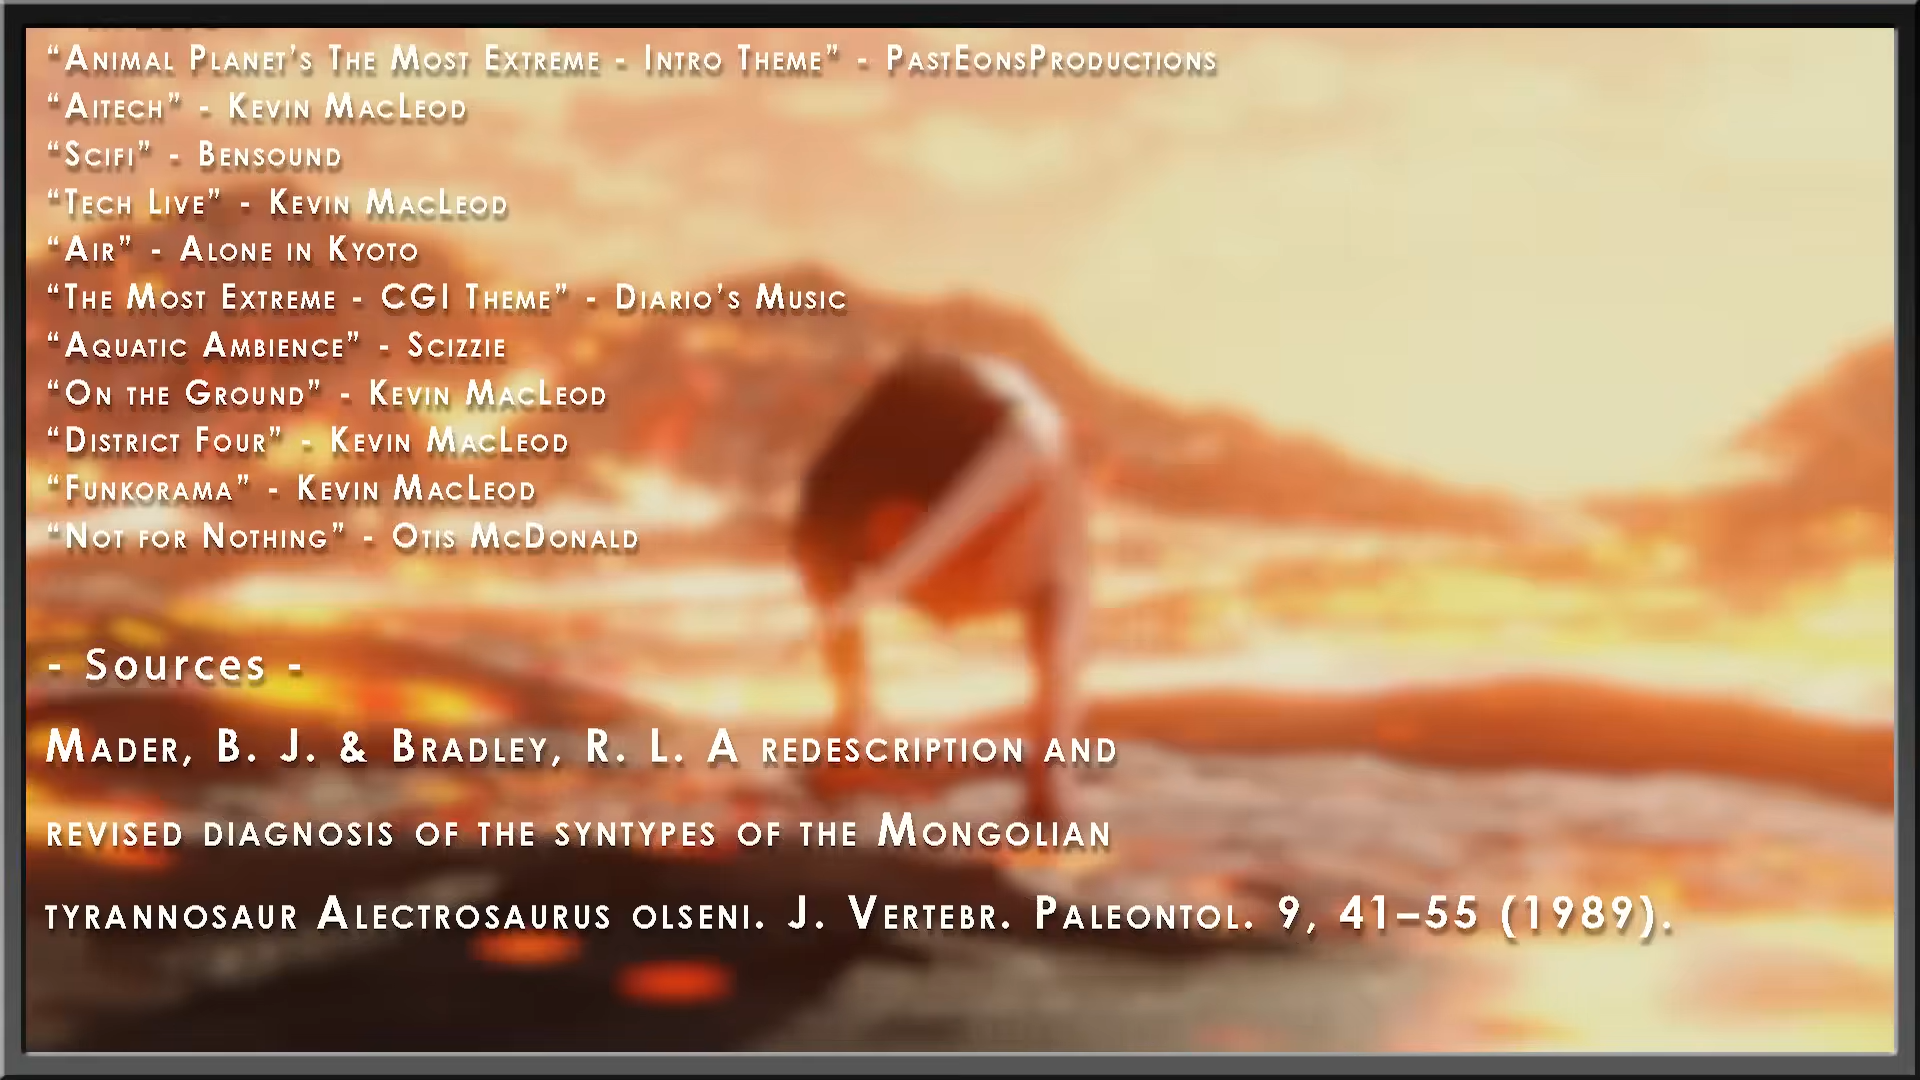 “Animal Planet’s The Most Extreme - Intro Theme” - PastEonsProductions
“Aitech” - Kevin MacLeod
“Scifi” - Bensound
“Tech Live” - Kevin MacLeod
“Air” - Alone in Kyoto
“The Most Extreme - CGI Theme” - Diario’s Music
“Aquatic Ambience” - Scizzie
“On the Ground” - Kevin MacLeod
“District Four” - Kevin MacLeod
“Funkorama” - Kevin MacLeod
“Not for Nothing” - Otis McDonald
- Sources -
Mader, B. J. & Bradley, R. L. A redescription and
revised diagnosis of the syntypes of the Mongolian
tyrannosaur Alectrosaurus olseni. J. Vertebr. Paleontol. 9, 41–55 (1989).